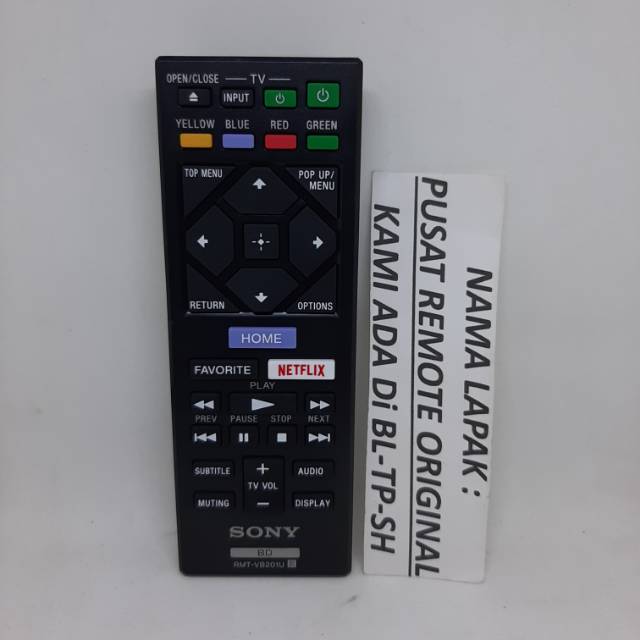 OPEN/CLOSE TV
INPUT
YELLOW BLUE RED GREEN
TOP MENU
POP UP/
MENU
RETURN
OPTIONS
HOME
FAVORITE
NETFLIX
PLAY
PREV PAUSE STOP NEXT
SUBTITLE
AUDIO
TV VOL
MUTING
DISPLAY
SONY
BD
RMT-VB201U
NAMA LAPAK :
PUSAT REMOTE ORIGINAL
KAMI ADA Di BL-TP-SH